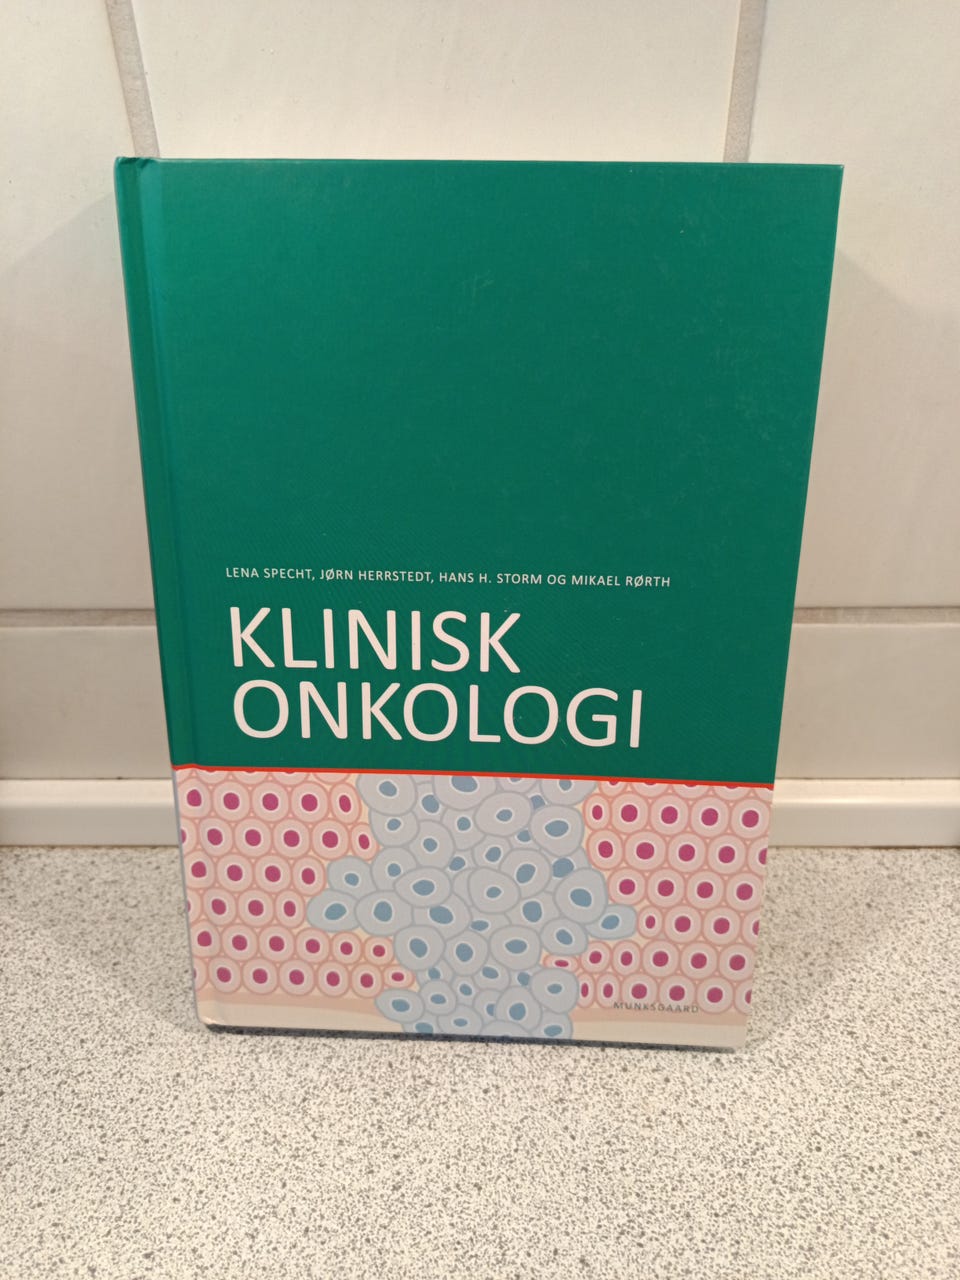 LENA SPECHT, JØRN HERRSTEDT, HANS H. STORM OG MIKAEL RØRTH
KLINISK
ONKOLOGI
MUNKSGAARD